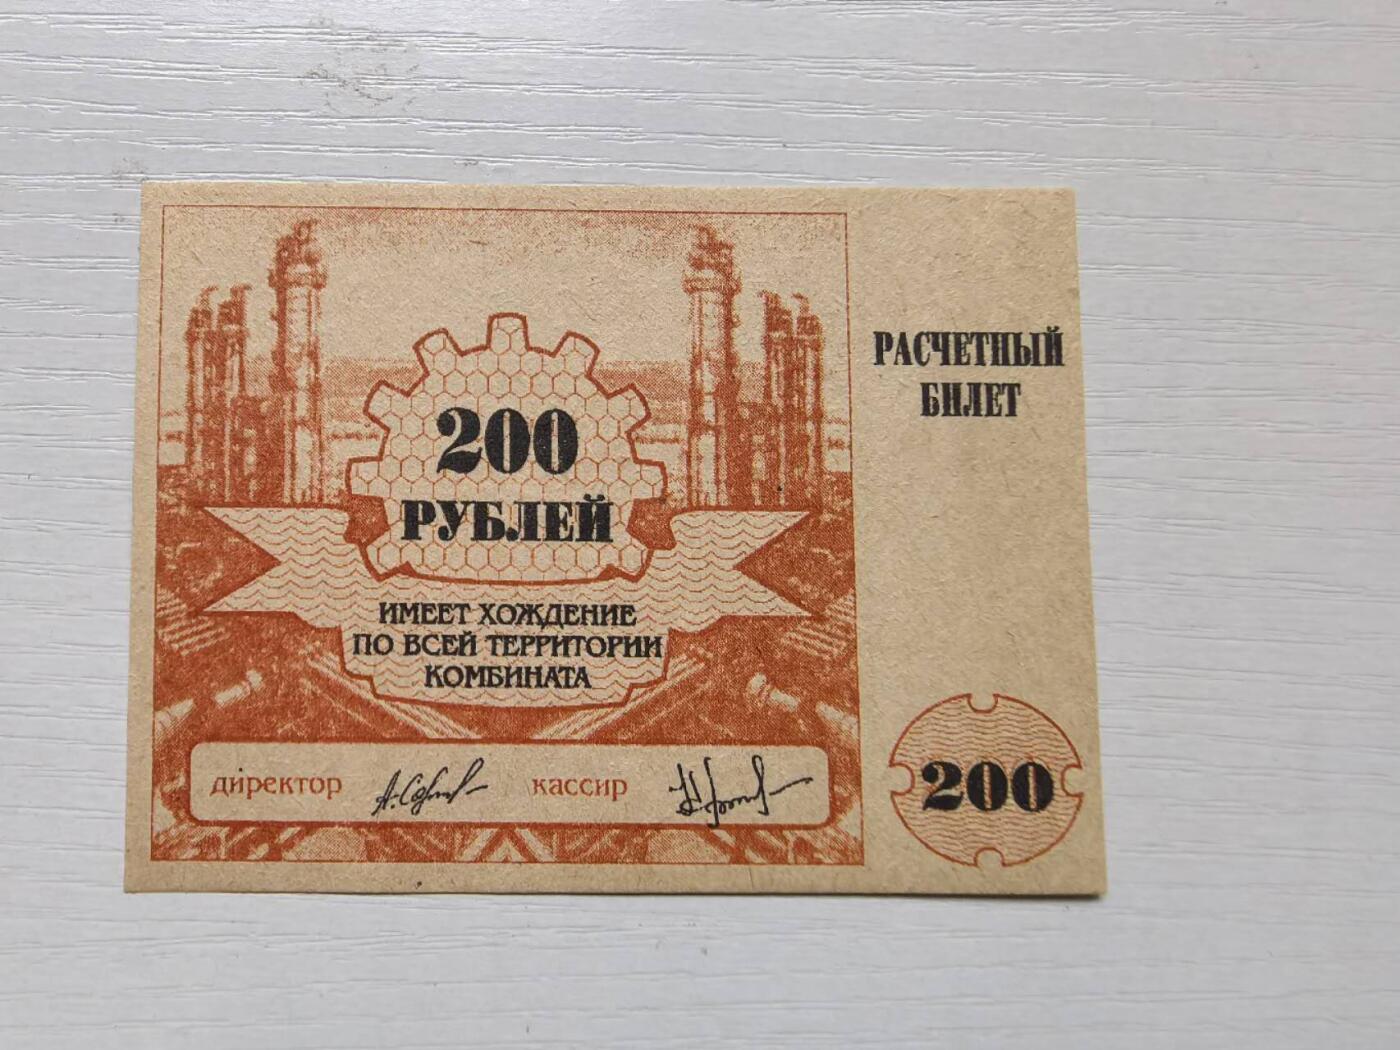 200
РУБЛЕЙ
ИМЕЕТ ХОЖДЕНИЕ
ПО ВСЕЙ ТЕРРИТОРИИ
КОМБИНАТА
директор кассир
РАСЧЕТНЫЙ
БИЛЕТ
200